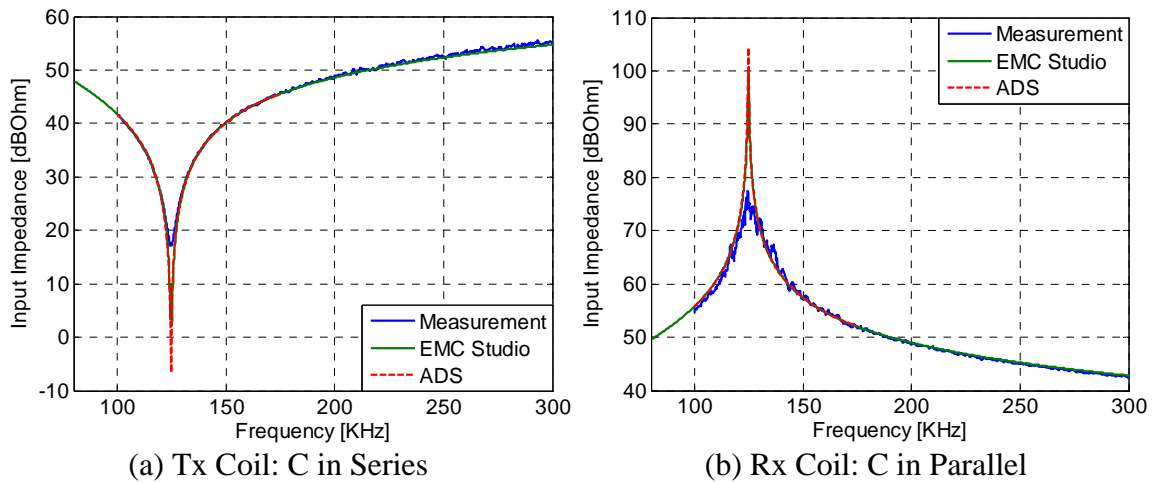 60
50
40
30
20
10
0
-10
Input Impedance [dBOhm]
100
150
200
250
300
Frequency [KHz]
Measurement
EMC Studio
ADS
(a) Tx Coil: C in Series
110
100
90
80
70
60
50
40
Input Impedance [dBOhm]
100
150
200
250
300
Frequency [KHz]
Measurement
EMC Studio
ADS
(b) Rx Coil: C in Parallel